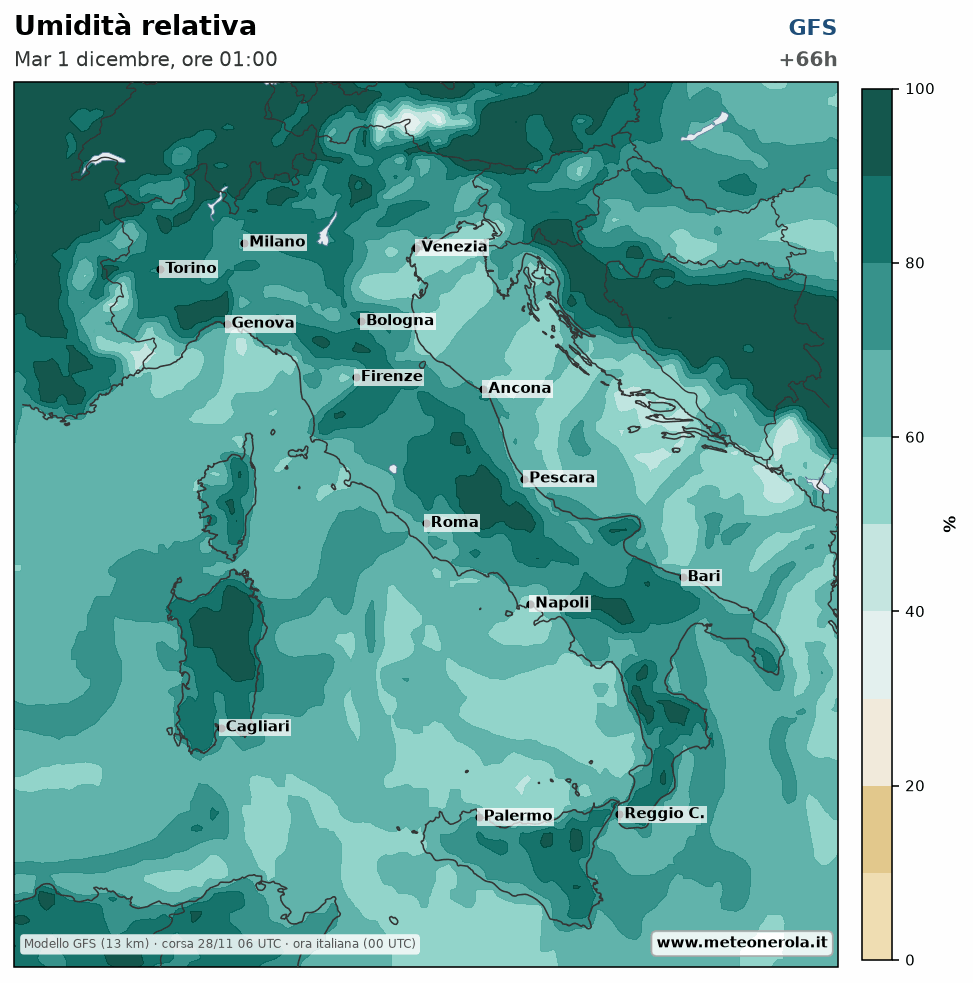 Umidità relativa
GFS
Mar 1 dicembre, ore 01:00
+66h
100
80
60
40
20
0
%
Milano
Venezia
Torino
Genova
Bologna
Firenze
Ancona
Pescara
Roma
Bari
Napoli
Cagliari
Palermo
Reggio C.
Modello GFS (13 km) · corsa 28/11 06 UTC · ora italiana (00 UTC)
www.meteonerola.it